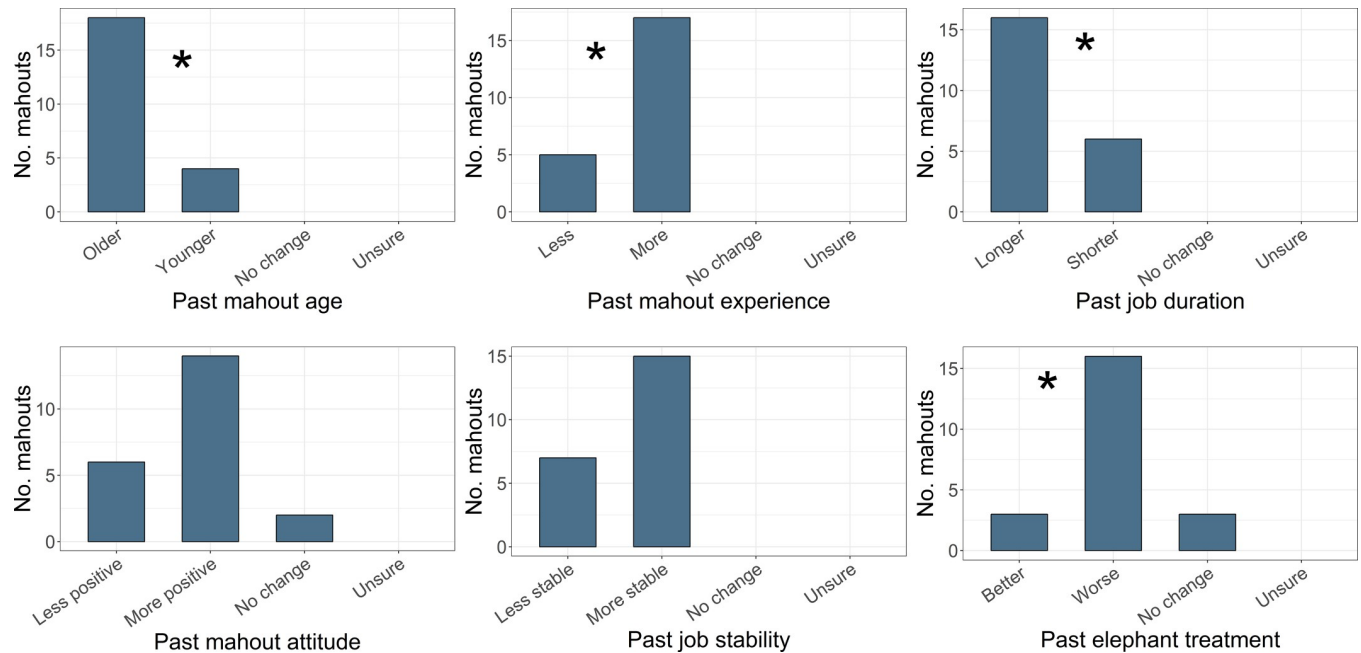 No. mahouts
15
10
5
0
Older
Younger
No change
Unsure
Past mahout age
*
No. mahouts
15
10
5
0
Less
More
No change
Unsure
Past mahout experience
*
No. mahouts
15
10
5
0
Longer
Shorter
No change
Unsure
Past job duration
*
No. mahouts
10
5
0
Less positive
More positive
No change
Unsure
Past mahout attitude
No. mahouts
15
10
5
0
Less stable
More stable
No change
Unsure
Past job stability
No. mahouts
15
10
5
0
Better
Worse
No change
Unsure
Past elephant treatment
*